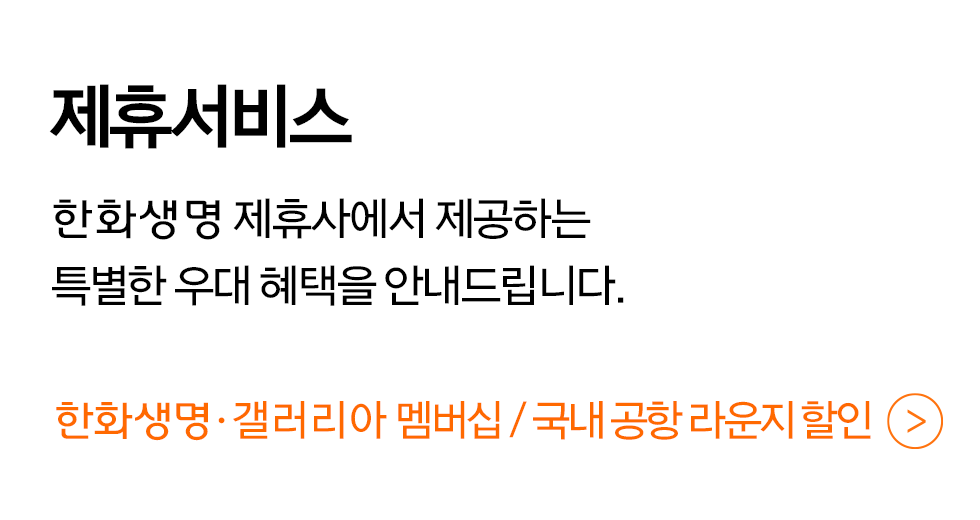 제휴서비스
한화생명 제휴사에서 제공하는
특별한 우대 혜택을 안내드립니다.
한화생명·갤러리아 멤버십 / 국내 공항 라운지 할인 >